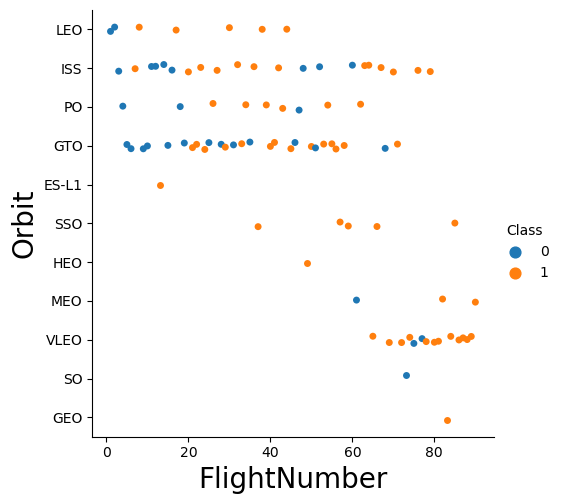 LEO
ISS
PO
GTO
ES-L1
SSO
HEO
MEO
VLEO
SO
GEO
Orbit
0
20
40
60
80
FlightNumber
Class
0
1